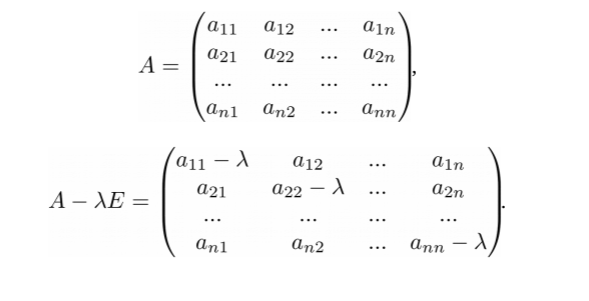 A = ( a₁₁ a₁₂ ... a₁ₙ
a₂₁ a₂₂ ... a₂ₙ
... ... ... ...
aₙ₁ aₙ₂ ... aₙₙ ),
A − λE = ( a₁₁ − λ a₁₂ ... a₁ₙ
a₂₁ a₂₂ − λ ... a₂ₙ
... ... ... ...
aₙ₁ aₙ₂ ... aₙₙ − λ ).